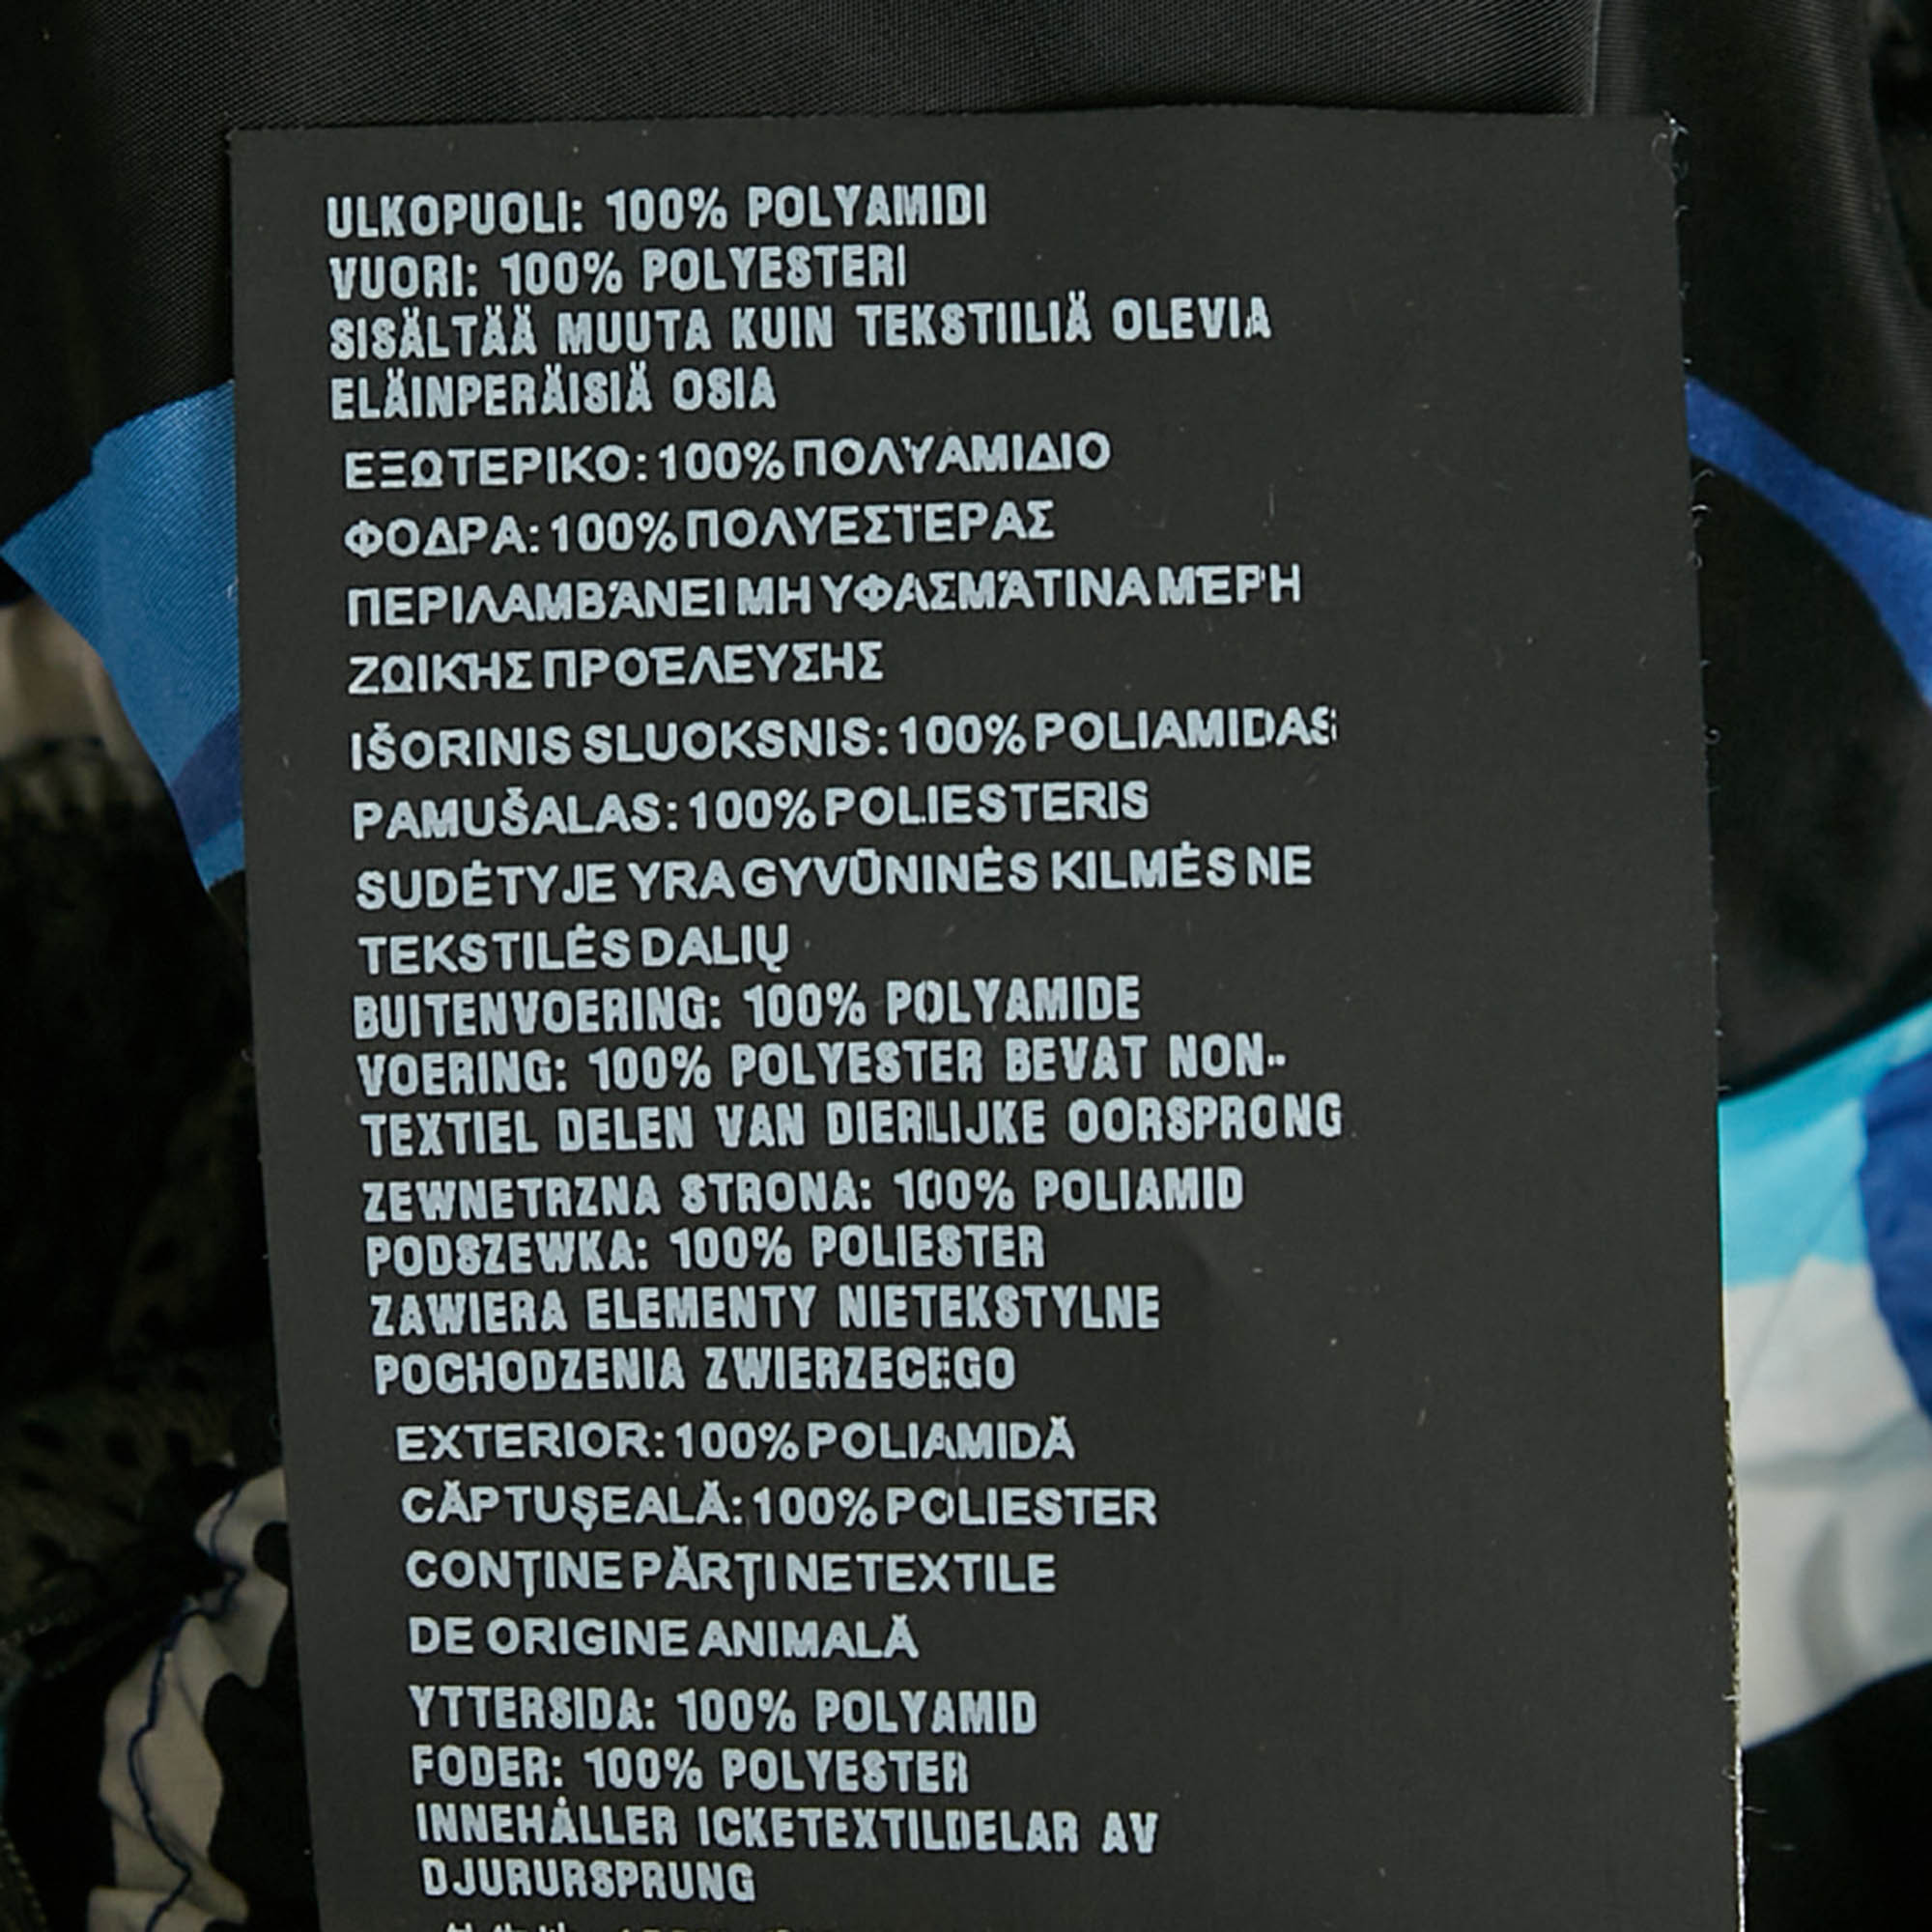 ULKOPUOLI: 100% POLYAMIDI
VUORI: 100% POLYESTERI
SISÄLTÄÄ MUUTA KUIN TEKSTIILIÄ OLEVIA
ELÄINPERÄISIÄ OSIA
ΕΞΩΤΕΡΙΚΟ: 100% ΠΟΛΥΑΜΙΔΙΟ
ΦΟΔΡΑ: 100% ΠΟΛΥΕΣΤΕΡΑΣ
ΠΕΡΙΛΑΜΒΆΝΕΙ ΜΗ ΥΦΑΣΜΆΤΙΝΑ ΜΈΡΗ
ΖΩΙΚΉΣ ΠΡΟΈΛΕΥΣΗΣ
IŠORINIS SLUOKSNIS: 100% POLIAMIDAS
PAMUŠALAS: 100% POLIESTERIS
SUDĖTYJE YRA GYVŪNINĖS KILMĖS NE
TEKSTILĖS DALIŲ
BUITENVOERING: 100% POLYAMIDE
VOERING: 100% POLYESTER BEVAT NON-
TEXTIEL DELEN VAN DIERLIJKE OORSPRONG
ZEWNETRZNA STRONA: 100% POLIAMID
PODSZEWKA: 100% POLIESTER
ZAWIERA ELEMENTY NIETEKSTYLNE
POCHODZENIA ZWIERZECEGO
EXTERIOR: 100% POLIAMIDĂ
CĂPTUȘEALĂ: 100% POLIESTER
CONȚINE PĂRȚI NETEXTILE
DE ORIGINE ANIMALĂ
YTTERSIDA: 100% POLYAMID
FODER: 100% POLYESTER
INNEHÅLLER ICKETEXTILDELAR AV
DJURURSPRUNG